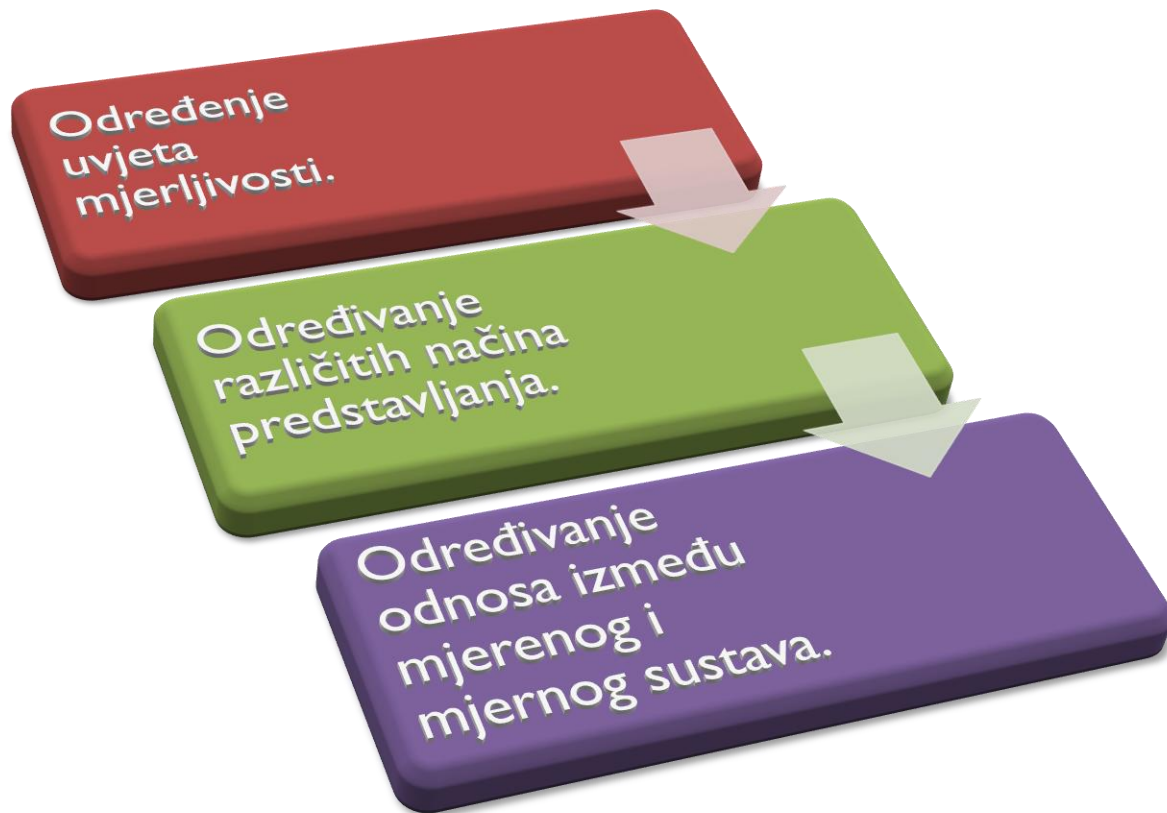 Određenje
uvjeta
mjerljivosti.
Određivanje
različitih načina
predstavljanja.
Određivanje
odnosa između
mjerenog i
mjernog sustava.